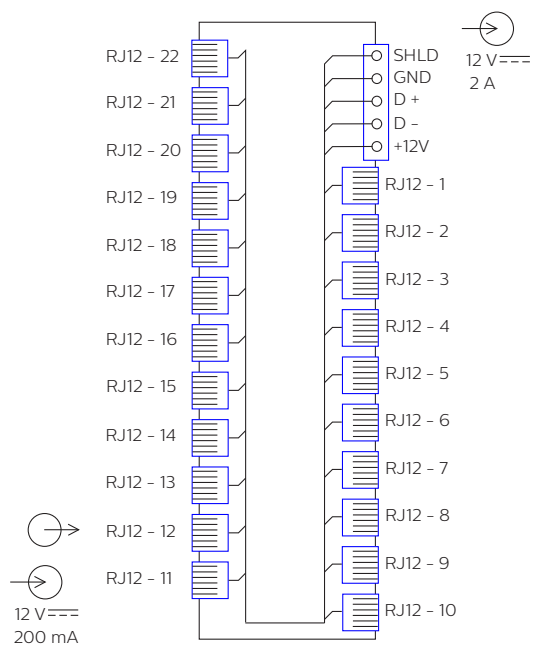 RJ12 - 22
RJ12 - 21
RJ12 - 20
RJ12 - 19
RJ12 - 18
RJ12 - 17
RJ12 - 16
RJ12 - 15
RJ12 - 14
RJ12 - 13
RJ12 - 12
RJ12 - 11
12 V
200 mA
SHLD
GND
D +
D -
+12V
12 V
2 A
RJ12 - 1
RJ12 - 2
RJ12 - 3
RJ12 - 4
RJ12 - 5
RJ12 - 6
RJ12 - 7
RJ12 - 8
RJ12 - 9
RJ12 - 10